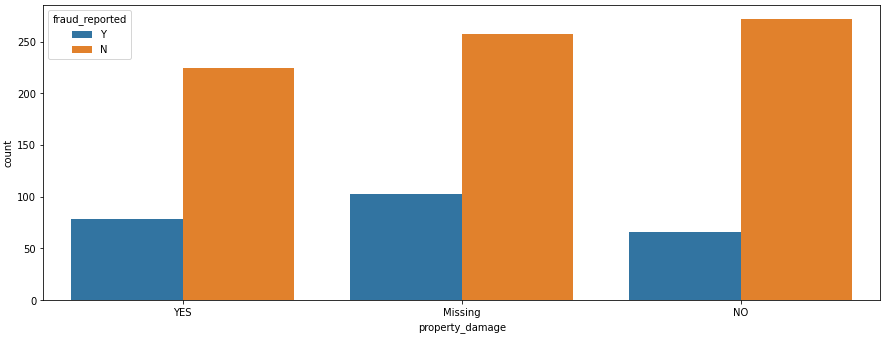 fraud_reported
Y
N
count
250
200
150
100
50
0
YES
Missing
NO
property_damage